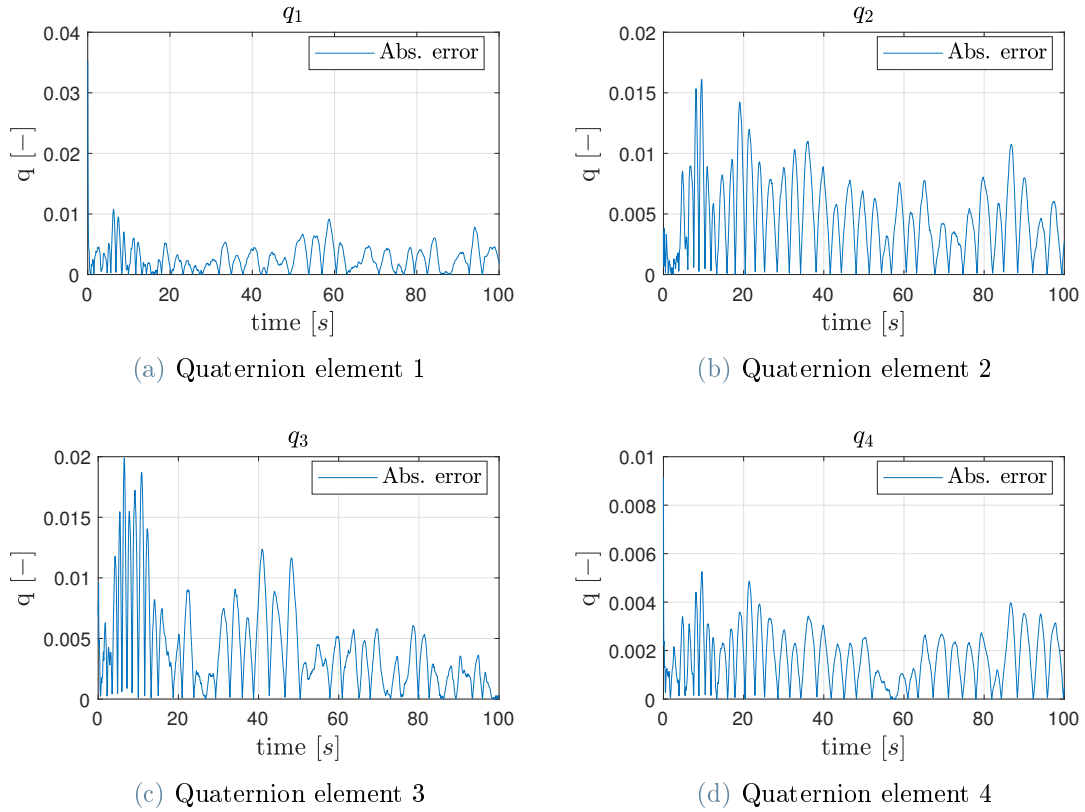 q1
0.04
0.03
0.02
0.01
0
q [−]
0 20 40 60 80 100
time [s]
Abs. error
(a) Quaternion element 1
q2
0.02
0.015
0.01
0.005
0
q [−]
0 20 40 60 80 100
time [s]
Abs. error
(b) Quaternion element 2
q3
0.02
0.015
0.01
0.005
0
q [−]
0 20 40 60 80 100
time [s]
Abs. error
(c) Quaternion element 3
q4
0.01
0.008
0.006
0.004
0.002
0
q [−]
0 20 40 60 80 100
time [s]
Abs. error
(d) Quaternion element 4